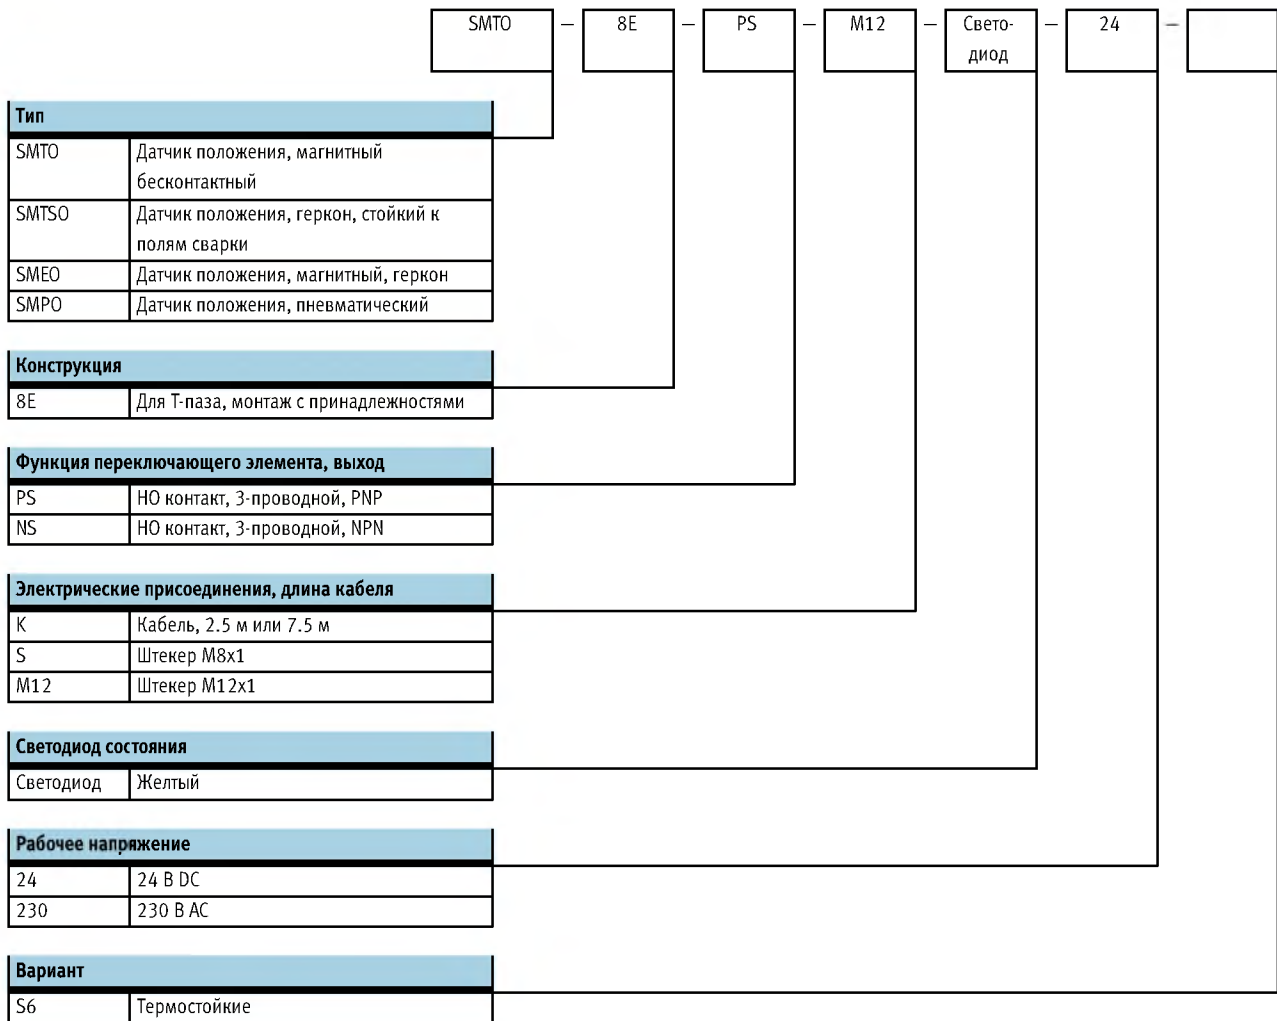 SMTO – 8E – PS – M12 – Свето- – 24 –
диод
Тип
SMTO Датчик положения, магнитный
бесконтактный
SMTSO Датчик положения, геркон, стойкий к
полям сварки
SMEO Датчик положения, магнитный, геркон
SMPO Датчик положения, пневматический
Конструкция
8E Для Т-паза, монтаж с принадлежностями
Функция переключающего элемента, выход
PS НО контакт, 3-проводной, PNP
NS НО контакт, 3-проводной, NPN
Электрические присоединения, длина кабеля
K Кабель, 2.5 м или 7.5 м
S Штекер M8x1
M12 Штекер M12x1
Светодиод состояния
Светодиод Желтый
Рабочее напряжение
24 24 В DC
230 230 В AC
Вариант
S6 Термостойкие